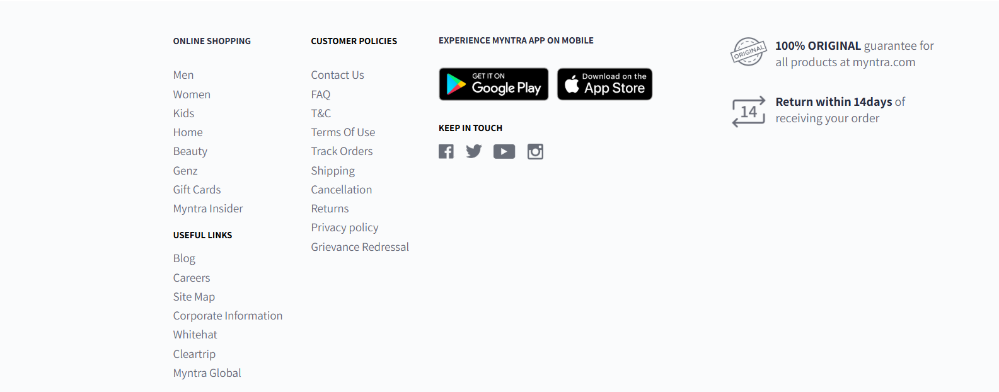 ONLINE SHOPPING
Men
Women
Kids
Home
Beauty
Genz
Gift Cards
Myntra Insider
USEFUL LINKS
Blog
Careers
Site Map
Corporate Information
Whitehat
Cleartrip
Myntra Global
CUSTOMER POLICIES
Contact Us
FAQ
T&C
Terms Of Use
Track Orders
Shipping
Cancellation
Returns
Privacy policy
Grievance Redressal
EXPERIENCE MYNTRA APP ON MOBILE
GET IT ON
Google Play
Download on the
App Store
KEEP IN TOUCH
ORIGINAL
100% ORIGINAL guarantee for
all products at myntra.com
14
Return within 14days of
receiving your order